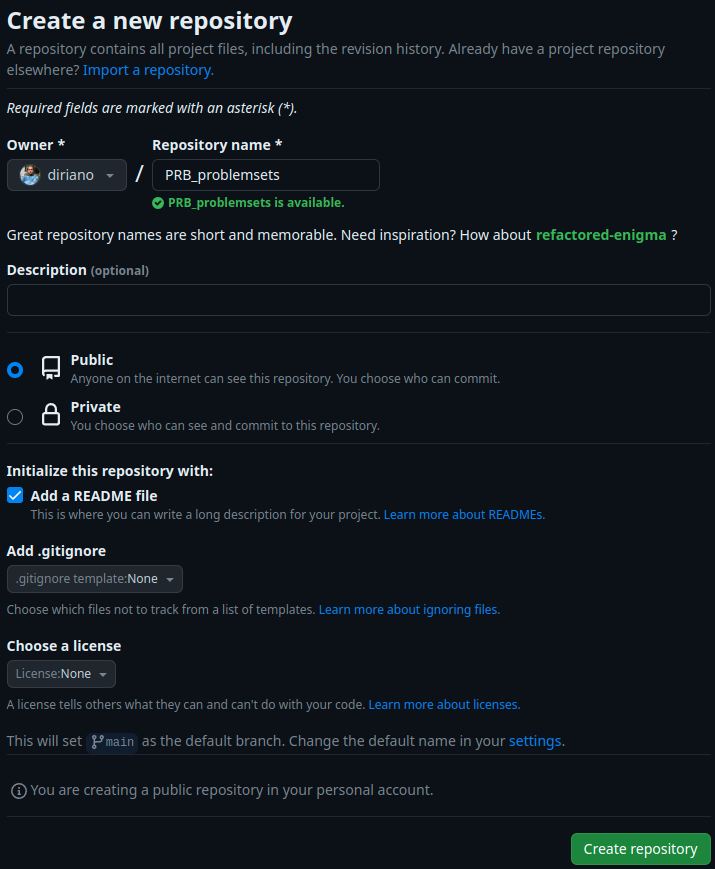 Create a new repository
A repository contains all project files, including the revision history. Already have a project repository
elsewhere? Import a repository.
Required fields are marked with an asterisk (*).
Owner *
Repository name *
diriano
/
PRB_problemsets
PRB_problemsets is available.
Great repository names are short and memorable. Need inspiration? How about refactored-enigma ?
Description (optional)
Public
Anyone on the internet can see this repository. You choose who can commit.
Private
You choose who can see and commit to this repository.
Initialize this repository with:
Add a README file
This is where you can write a long description for your project. Learn more about READMEs.
Add .gitignore
.gitignore template:None
Choose which files not to track from a list of templates. Learn more about ignoring files.
Choose a license
License:None
A license tells others what they can and can't do with your code. Learn more about licenses.
This will set main as the default branch. Change the default name in your settings.
You are creating a public repository in your personal account.
Create repository